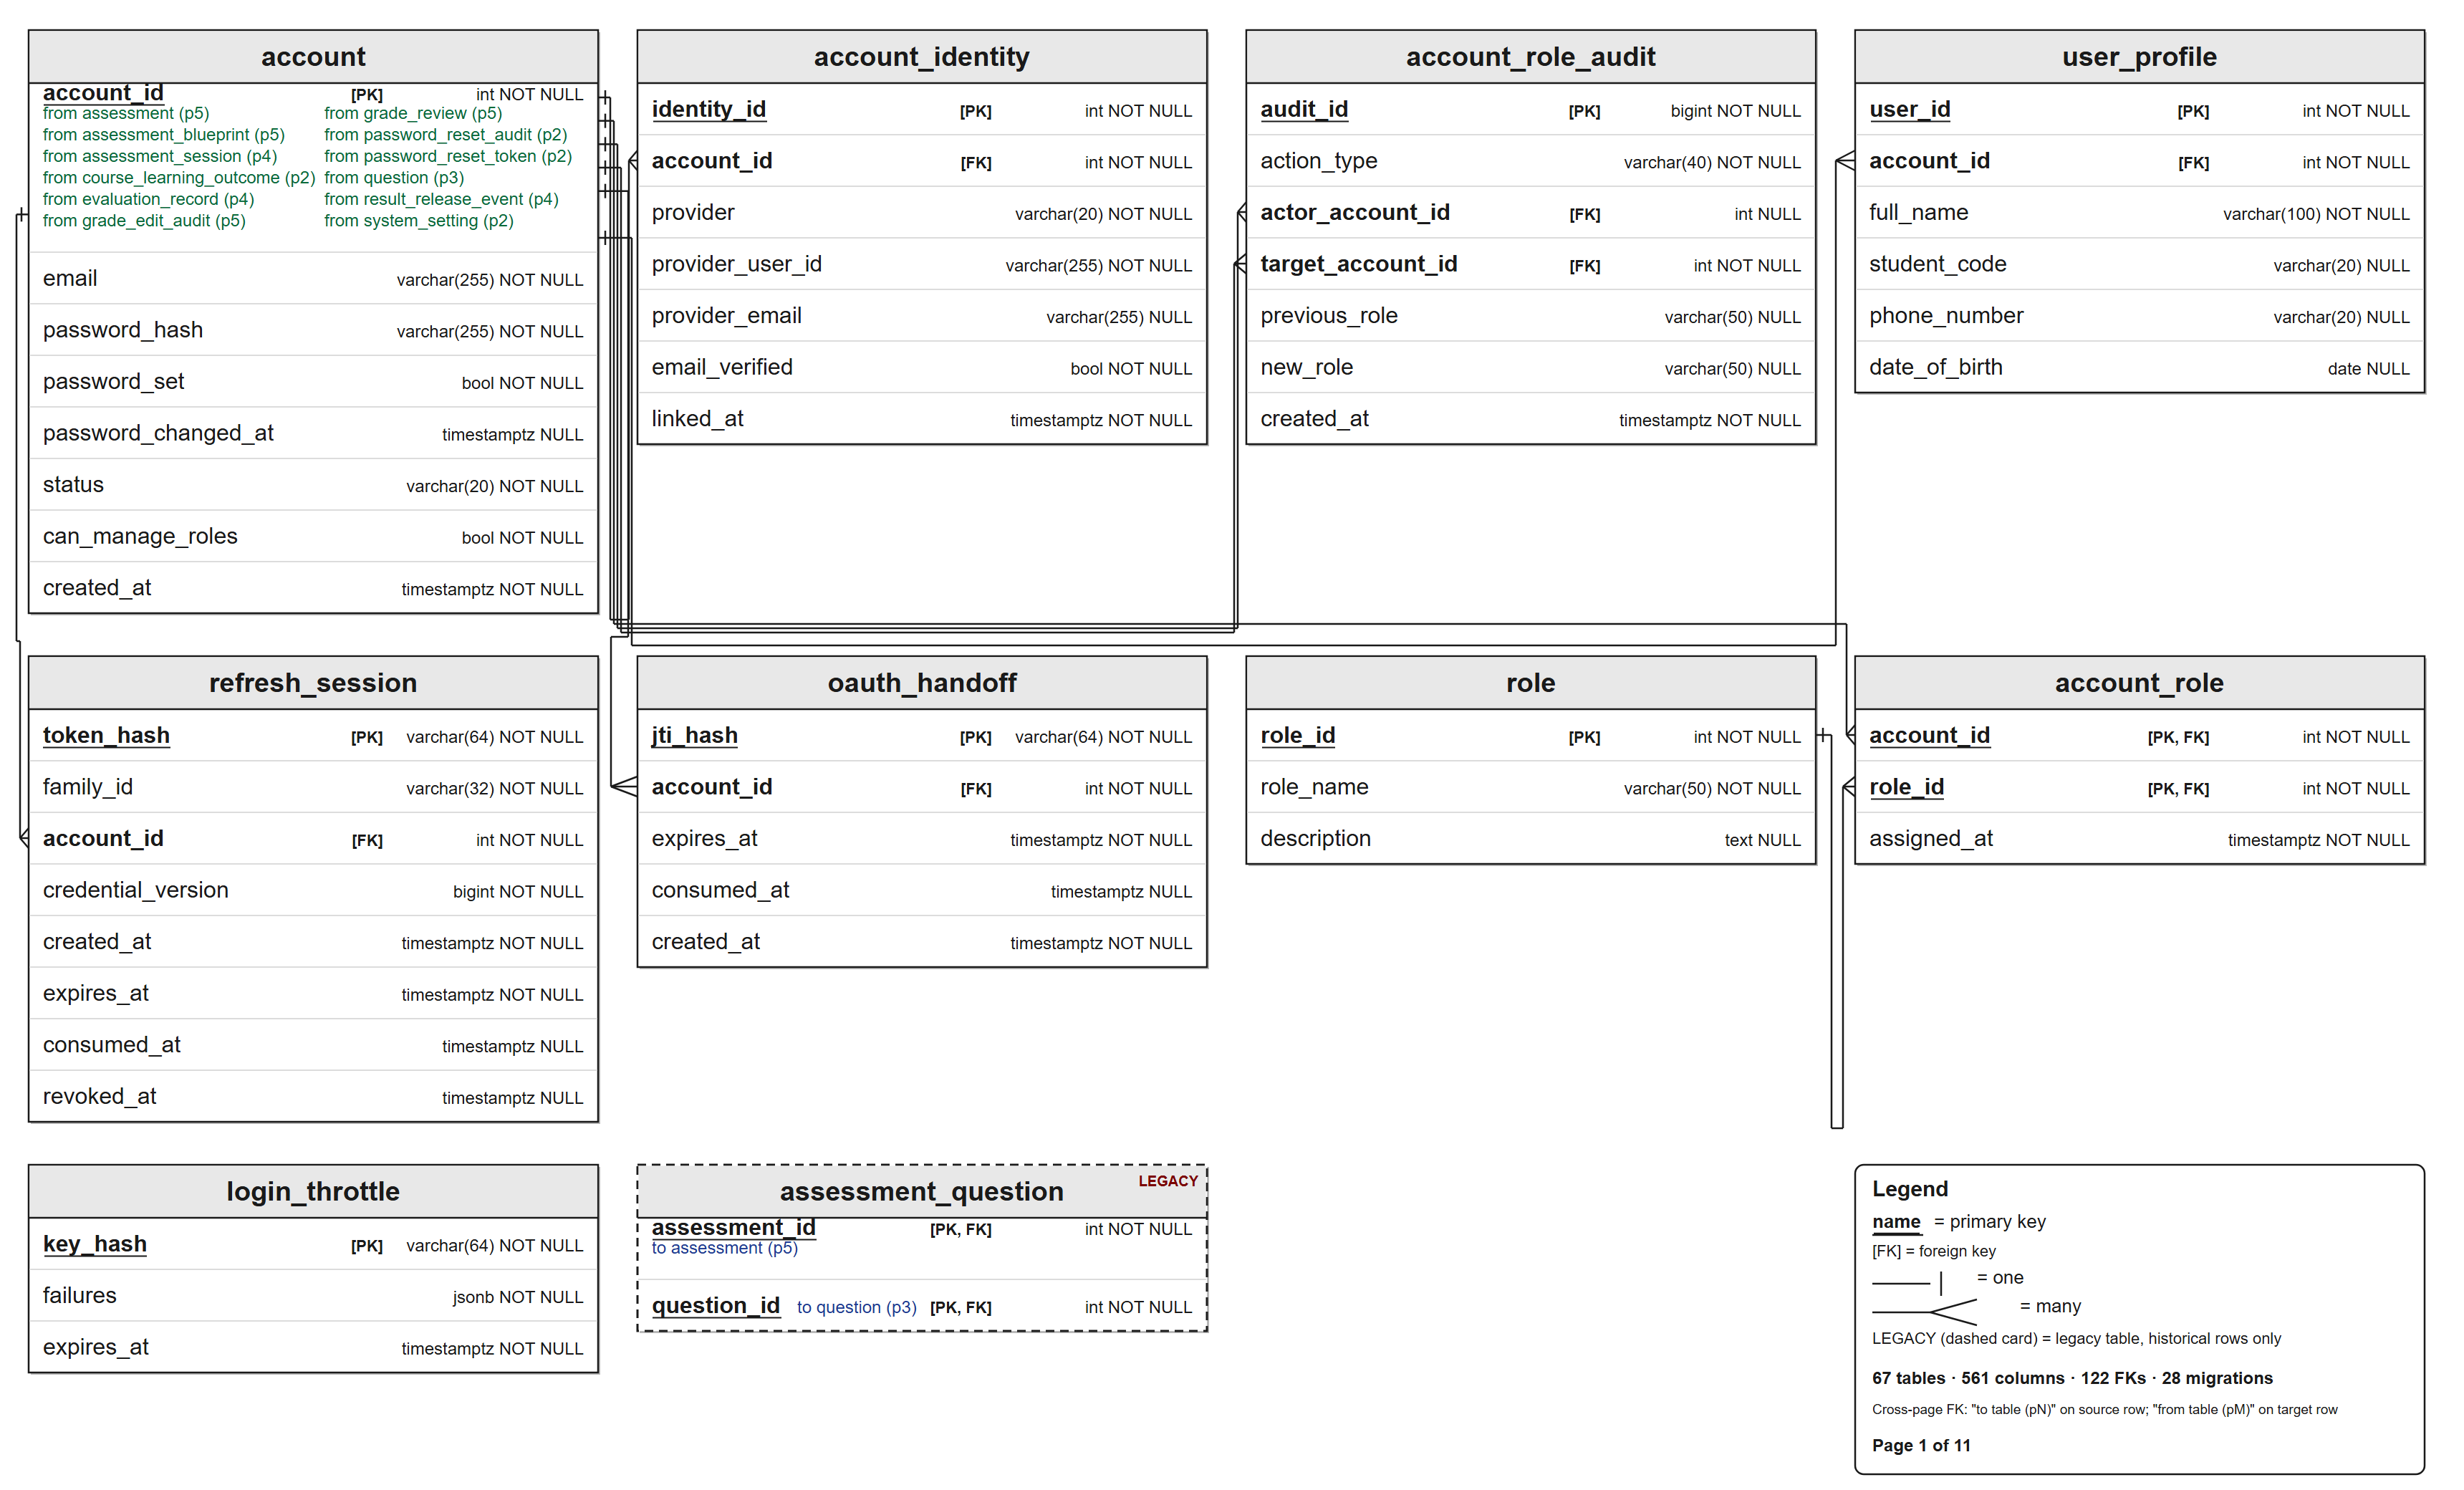 account
account_id [PK] int NOT NULL
from assessment (p5) from grade_review (p5)
from assessment_blueprint (p5) from password_reset_audit (p2)
from assessment_session (p4) from password_reset_token (p2)
from course_learning_outcome (p2) from question (p3)
from evaluation_record (p4) from result_release_event (p4)
from grade_edit_audit (p5) from system_setting (p2)
email varchar(255) NOT NULL
password_hash varchar(255) NOT NULL
password_set bool NOT NULL
password_changed_at timestamptz NULL
status varchar(20) NOT NULL
can_manage_roles bool NOT NULL
created_at timestamptz NOT NULL
account_identity
identity_id [PK] int NOT NULL
account_id [FK] int NOT NULL
provider varchar(20) NOT NULL
provider_user_id varchar(255) NOT NULL
provider_email varchar(255) NULL
email_verified bool NOT NULL
linked_at timestamptz NOT NULL
account_role_audit
audit_id [PK] bigint NOT NULL
action_type varchar(40) NOT NULL
actor_account_id [FK] int NULL
target_account_id [FK] int NOT NULL
previous_role varchar(50) NULL
new_role varchar(50) NULL
created_at timestamptz NOT NULL
user_profile
user_id [PK] int NOT NULL
account_id [FK] int NOT NULL
full_name varchar(100) NOT NULL
student_code varchar(20) NULL
phone_number varchar(20) NULL
date_of_birth date NULL
refresh_session
token_hash [PK] varchar(64) NOT NULL
family_id varchar(32) NOT NULL
account_id [FK] int NOT NULL
credential_version bigint NOT NULL
created_at timestamptz NOT NULL
expires_at timestamptz NOT NULL
consumed_at timestamptz NULL
revoked_at timestamptz NULL
oauth_handoff
jti_hash [PK] varchar(64) NOT NULL
account_id [FK] int NOT NULL
expires_at timestamptz NOT NULL
consumed_at timestamptz NULL
created_at timestamptz NOT NULL
role
role_id [PK] int NOT NULL
role_name varchar(50) NOT NULL
description text NULL
account_role
account_id [PK, FK] int NOT NULL
role_id [PK, FK] int NOT NULL
assigned_at timestamptz NOT NULL
login_throttle
key_hash [PK] varchar(64) NOT NULL
failures jsonb NOT NULL
expires_at timestamptz NOT NULL
LEGACY
assessment_question
assessment_id [PK, FK] int NOT NULL
to assessment (p5)
question_id to question (p3) [PK, FK] int NOT NULL
Legend
name = primary key
[FK] = foreign key
= one
= many
LEGACY (dashed card) = legacy table, historical rows only
67 tables · 561 columns · 122 FKs · 28 migrations
Cross-page FK: "to table (pN)" on source row; "from table (pM)" on target row
Page 1 of 11